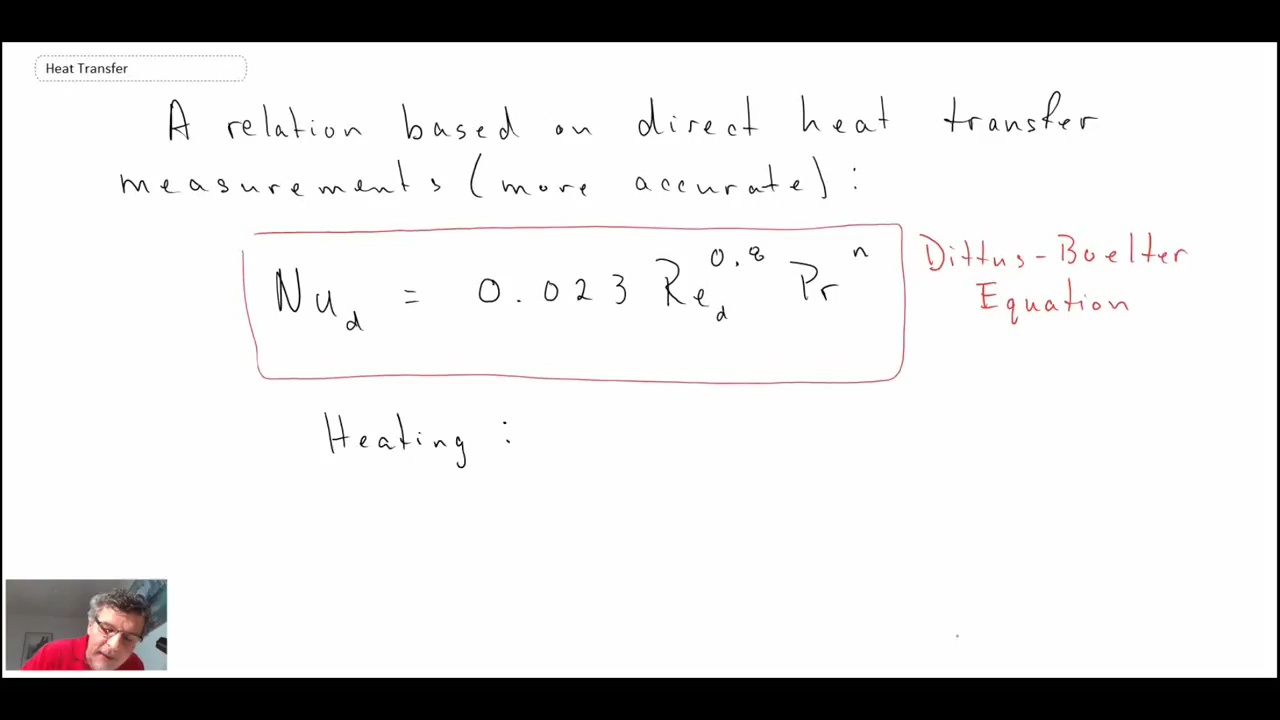 Heat Transfer
A relation based on direct heat transfer
measurements (more accurate) :
Nu_d = 0.023 Re_d^0.8 Pr^n
Dittus-Boelter
Equation
Heating :